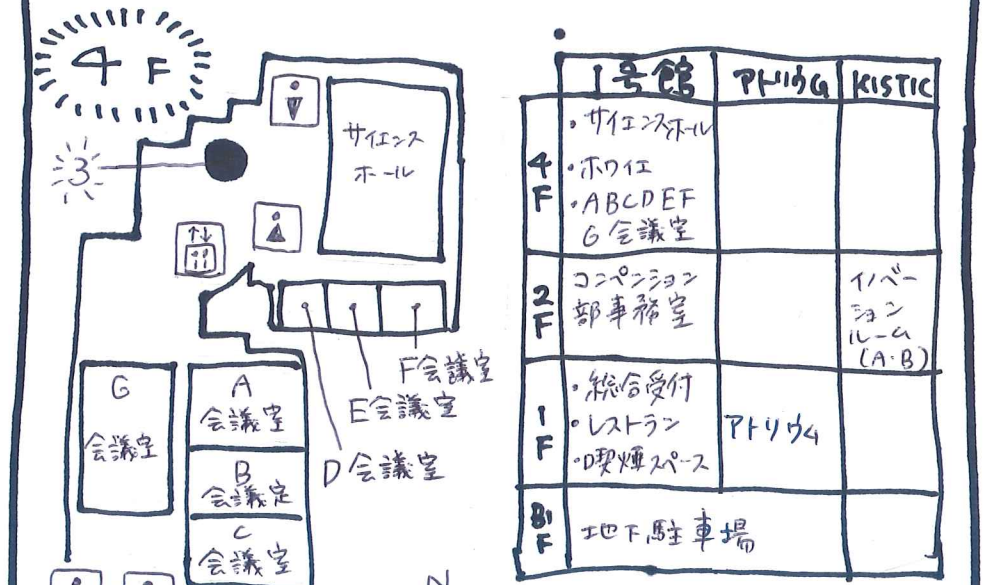 4F
3
サイエンス
ホール
G
会議室
A
会議室
B
会議定
C
会議室
D会議室
E会議室
F会議室
1号館
アトリウム
KISTIC
4F
・サイエンスホール
・ホワイエ
・ABCDEF
G会議室
2F
コンペンション
部事務室
イノベー
ション
ルーム
(A・B)
1F
・総合受付
・レストラン
・喫煙スペース
アトリウム
B1F
地下駐車場
N